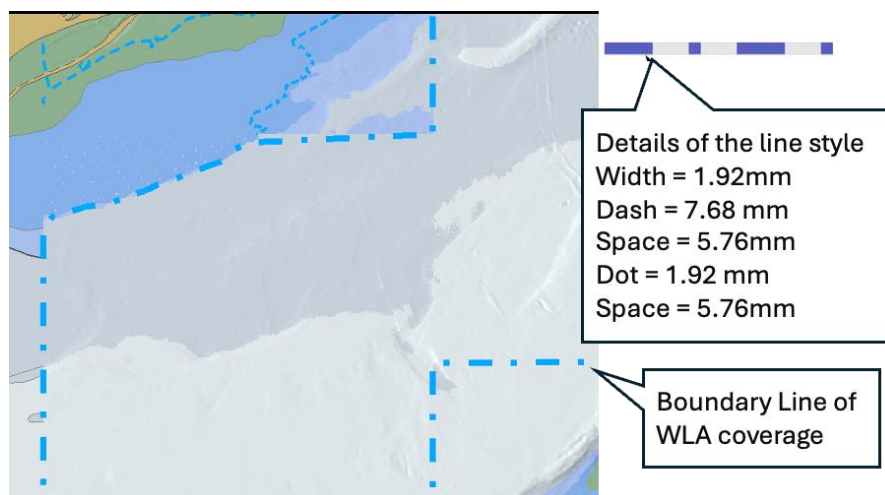 Details of the line style
Width = 1.92mm
Dash = 7.68 mm
Space = 5.76mm
Dot = 1.92 mm
Space = 5.76mm
Boundary Line of
WLA coverage